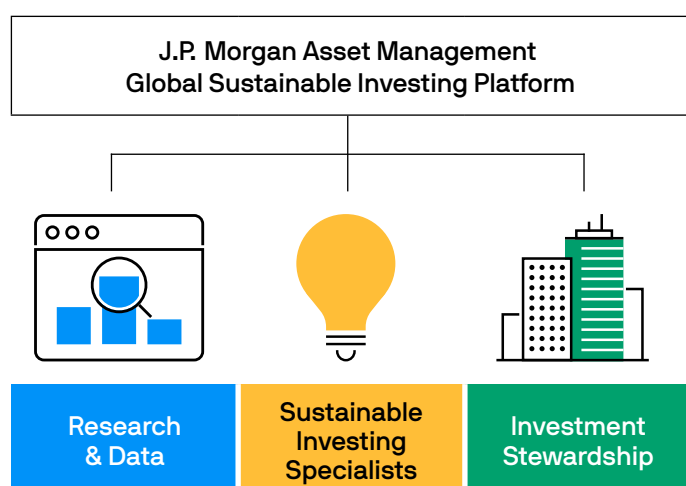 J.P. Morgan Asset Management
Global Sustainable Investing Platform
Research
& Data
Sustainable
Investing
Specialists
Investment
Stewardship